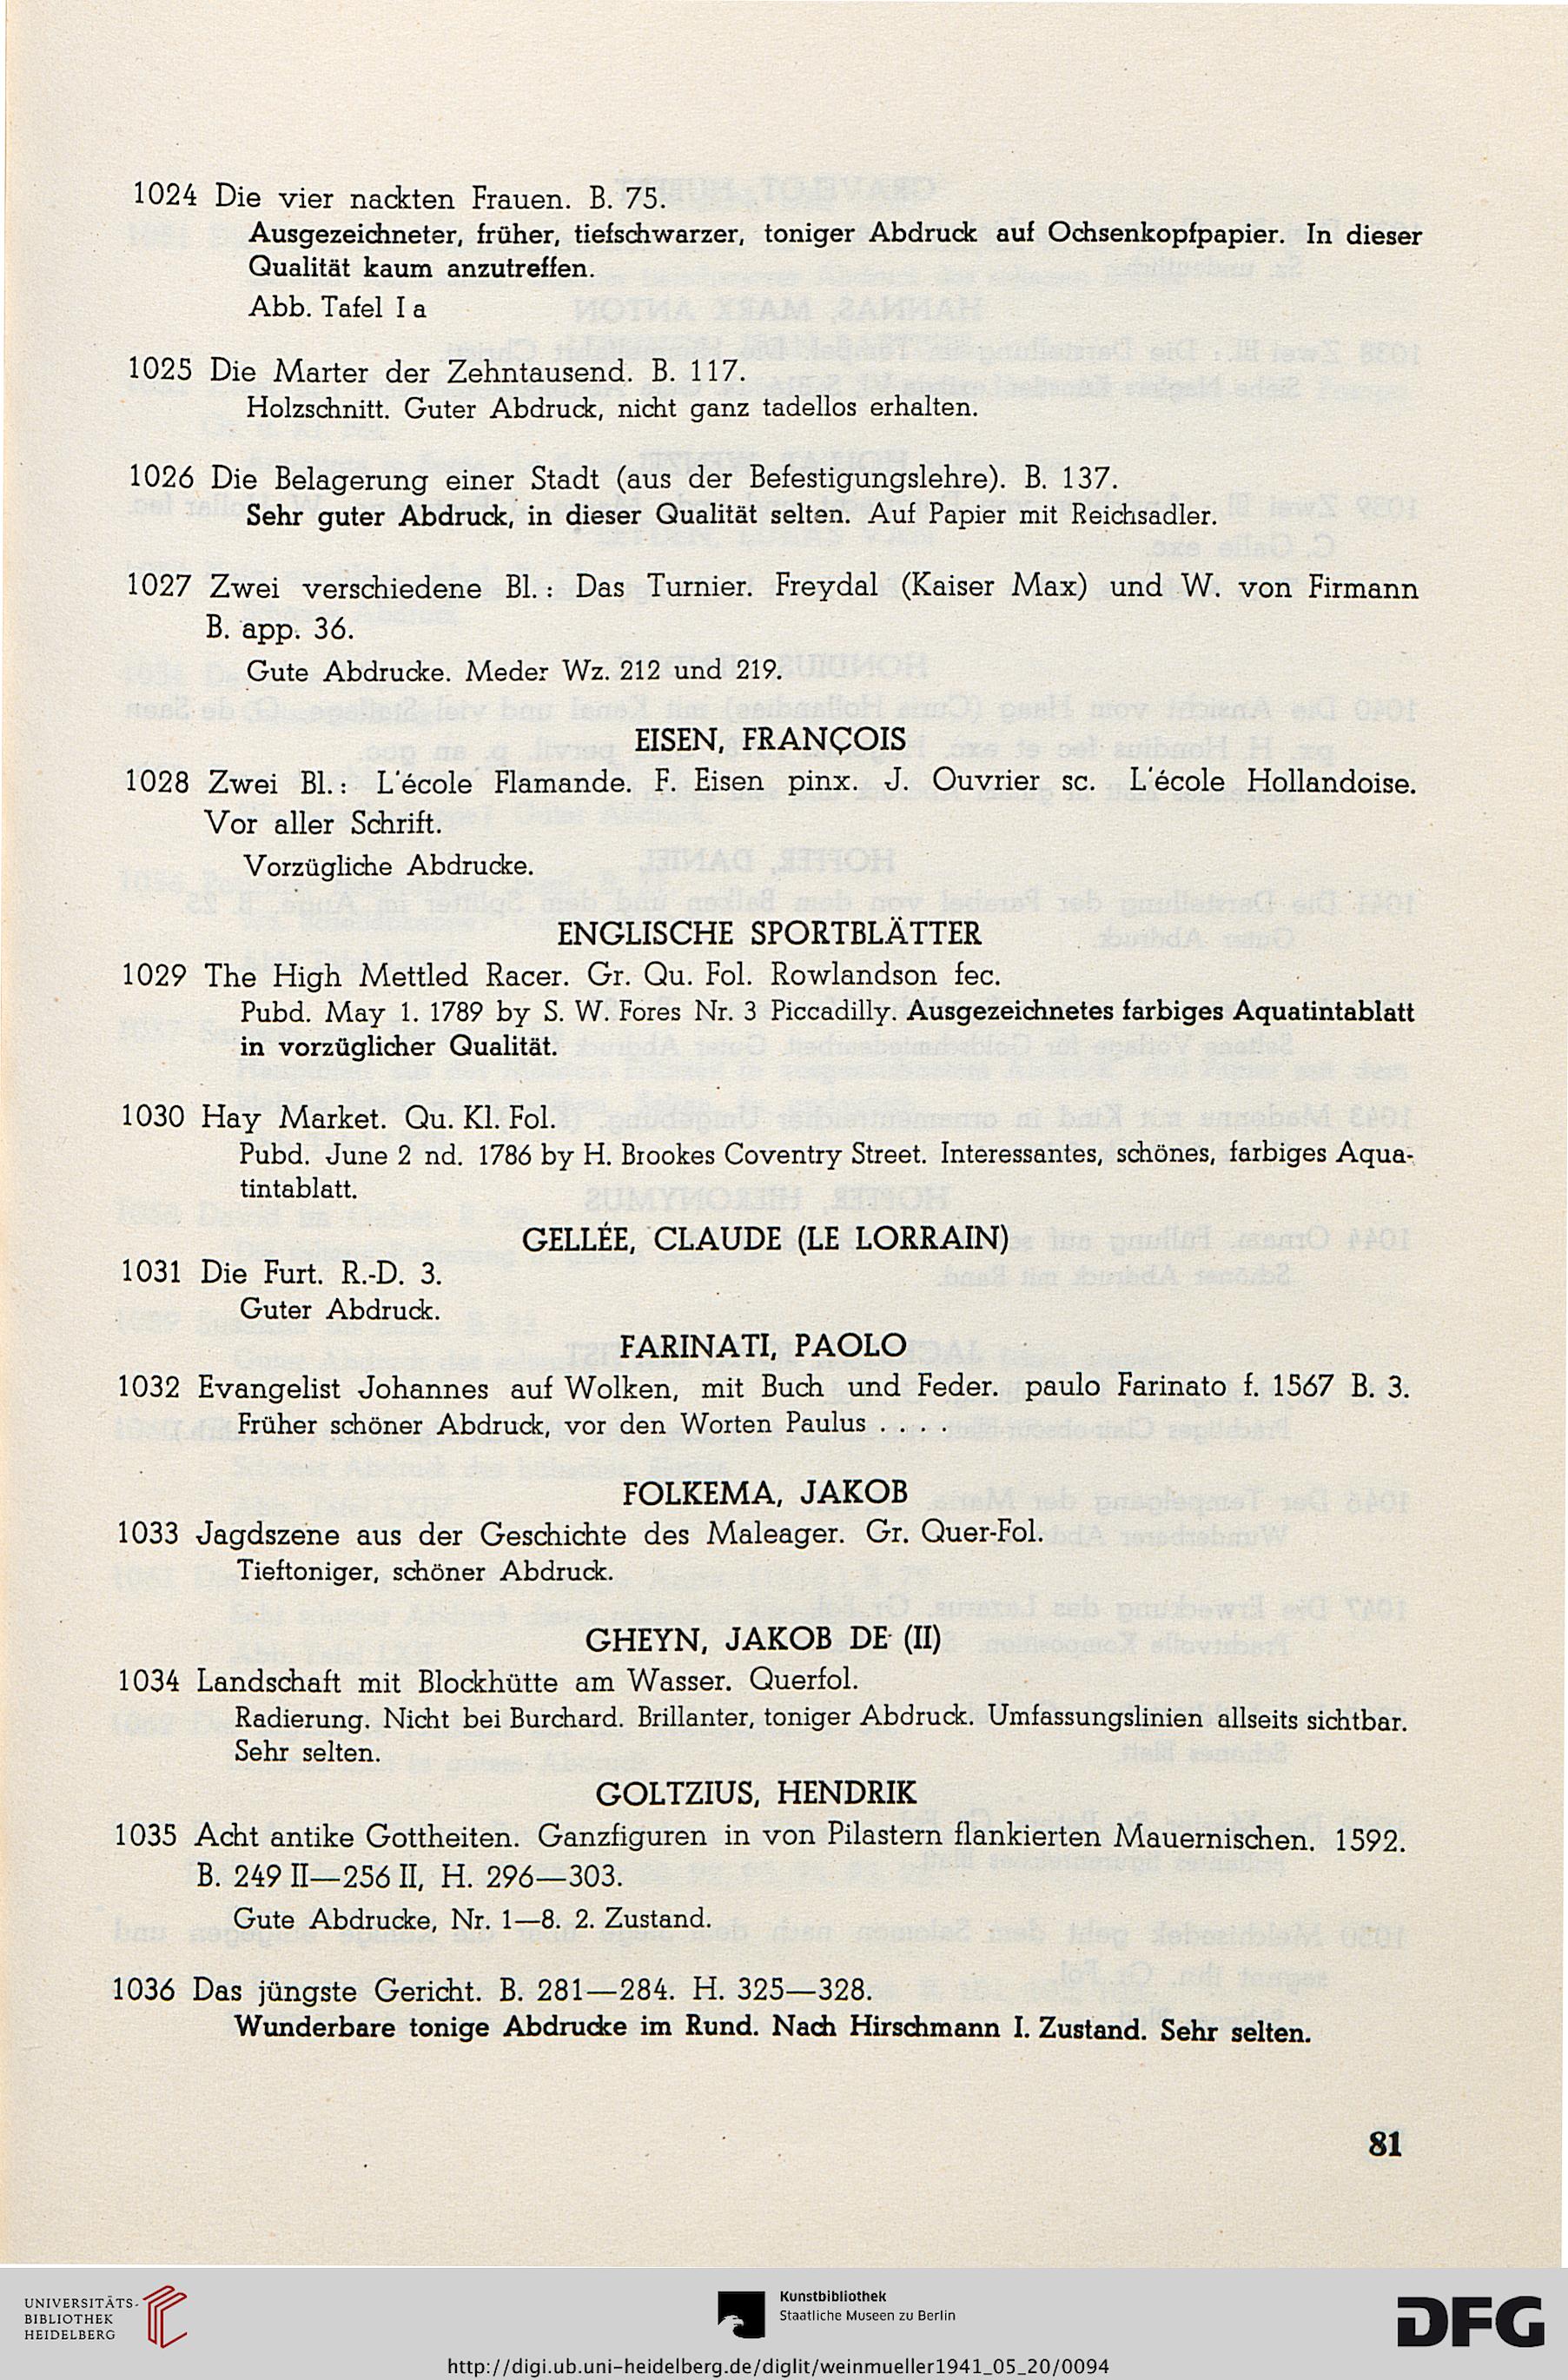 1024 Die vier nackten Frauen. B. 75.
Ausgezeichneter, früher, tiefschwarzer, toniger Abdruck auf Ochsenkopfpapier. In dieser
Qualität kaum anzutreffen.
Abb. Tafel I a
1025 Die Marter der Zehntausend. B. 117.
Holzschnitt. Guter Abdruck, nicht ganz tadellos erhalten.
1026 Die Belagerung einer Stadt (aus der Befestigungslehre). B. 137.
Sehr guter Abdruck, in dieser Qualität selten. Auf Papier mit Reichsadler.
1027 Zwei verschiedene Bl.: Das Turnier. Freydal (Kaiser Max) und W. von Firmann
B. app. 36.
Gute Abdrucke. Meder Wz. 212 und 219.
EISEN, FRANÇOIS
1028 Zwei Bl.: L'école Flamande. F. Eisen pinx. J. Ouvrier sc. L'école Hollandoise.
Vor aller Schrift.
Vorzügliche Abdrucke.
ENGLISCHE SPORTBLÄTTER
1029 The High Mettled Racer. Gr. Qu. Fol. Rowlandson fec.
Pubd. May 1. 1789 by S. W. Fores Nr. 3 Piccadilly. Ausgezeichnetes farbiges Aquatintablatt
in vorzüglicher Qualität.
1030 Hay Market. Qu. Kl. Fol.
Pubd. June 2 nd. 1786 by H. Brookes Coventry Street. Interessantes, schönes, farbiges Aqua-
tintablatt.
GELLÉE, CLAUDE (LE LORRAIN)
1031 Die Furt. R.-D. 3.
Guter Abdruck.
FARINATI, PAOLO
1032 Evangelist Johannes auf Wolken, mit Buch und Feder. paulo Farinato f. 1567 B. 3.
Früher schöner Abdruck, vor den Worten Paulus . . . .
FOLKEMA, JAKOB
1033 Jagdszene aus der Geschichte des Maleager. Gr. Quer-Fol.
Tieftoniger, schöner Abdruck.
GHEYN, JAKOB DE (II)
1034 Landschaft mit Blockhütte am Wasser. Querfol.
Radierung. Nicht bei Burchard. Brillanter, toniger Abdruck. Umfassungslinien allseits sichtbar.
Sehr selten.
GOLTZIUS, HENDRIK
1035 Acht antike Gottheiten. Ganzfiguren in von Pilastern flankierten Mauernischen. 1592.
B. 249 II—256 II, H. 296—303.
Gute Abdrucke, Nr. 1—8. 2. Zustand.
1036 Das jüngste Gericht. B. 281—284. H. 325—328.
Wunderbare tonige Abdrucke im Rund. Nach Hirschmann I. Zustand. Sehr selten.
81
UNIVERSITÄTS-
BIBLIOTHEK
HEIDELBERG
Kunstbibliothek
Staatliche Museen zu Berlin
DFG
http://digi.ub.uni-heidelberg.de/diglit/weinmueller1941_05_20/0094